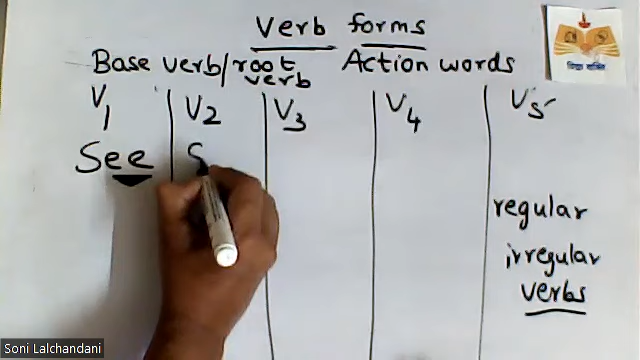 Verb forms
Base verb/root verb Action words
V1 V2 V3 V4 V5
See S
regular
irregular
verbs
Soni Lalchandani